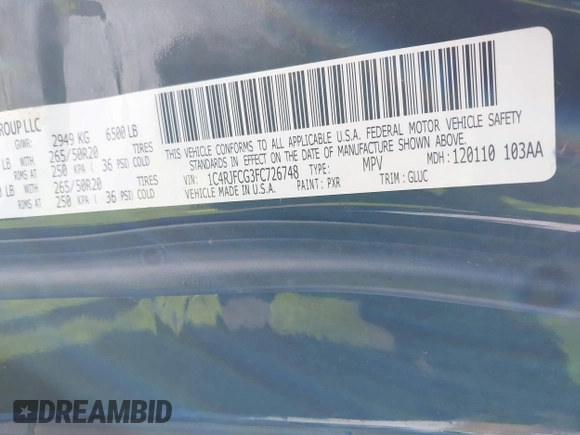 ROUP LLC
GVWR: 2949 KG 6500 LB
LB 265/50R20 TIRES
RIMS AT 250 KPA ( 36 PSI) COLD
LB 265/50R20 TIRES
RIMS AT 250 KPA ( 36 PSI) COLD
THIS VEHICLE CONFORMS TO ALL APPLICABLE U.S.A. FEDERAL MOTOR VEHICLE SAFETY
STANDARDS IN EFFECT ON THE DATE OF MANUFACTURE SHOWN ABOVE.
VIN: 1C4RJFCG3FC726748 TYPE: MPV MDH: 120110 103AA
VEHICLE MADE IN U.S.A. PAINT: PXR TRIM: GLUC
DREAMBID